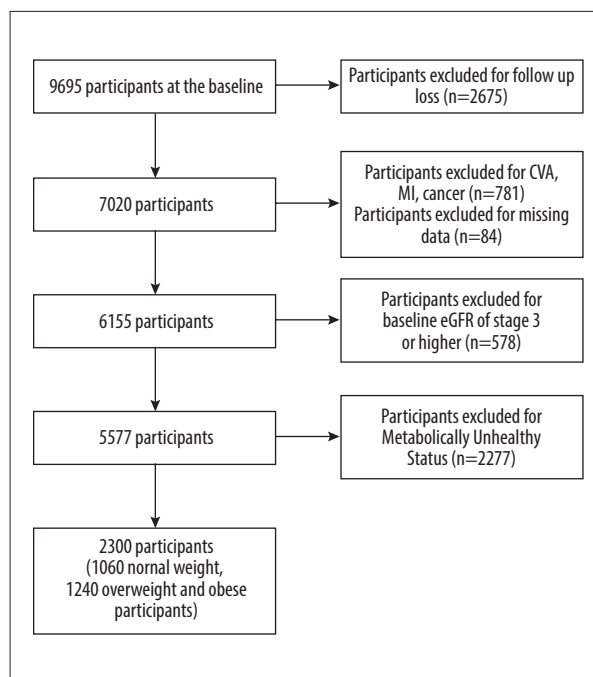 9695 participants at the baseline
Participants excluded for follow up
loss (n=2675)
7020 participants
Participants excluded for CVA,
MI, cancer (n=781)
Participants excluded for missing
data (n=84)
6155 participants
Participants excluded for
baseline eGFR of stage 3
or higher (n=578)
5577 participants
Participants excluded for
Metabolically Unhealthy
Status (n=2277)
2300 participants
(1060 nornal weight,
1240 overweight and obese
participants)